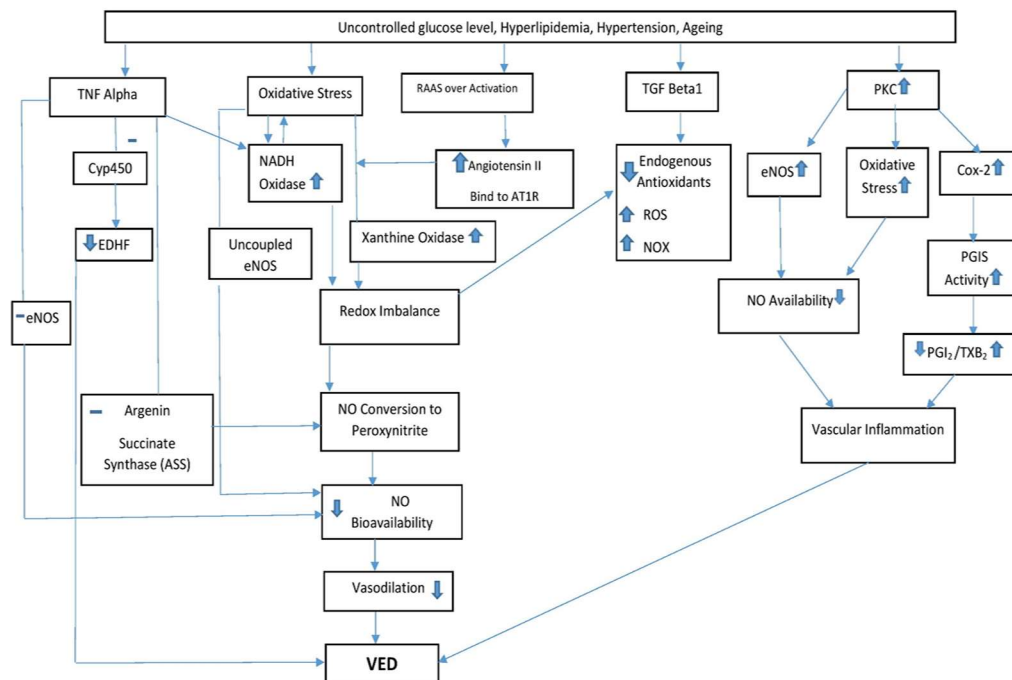 Uncontrolled glucose level, Hyperlipidemia, Hypertension, Ageing
TNF Alpha
Oxidative Stress
RAAS over Activation
TGF Beta1
PKC
Cyp450
NADH
Oxidase
Angiotensin II
Bind to AT1R
Endogenous
Antioxidants
ROS
NOX
eNOS
Oxidative
Stress
Cox-2
EDHF
Uncoupled
eNOS
Xanthine Oxidase
PGIS
Activity
eNOS
Redox Imbalance
NO Availability
PGI₂/TXB₂
Argenin
Succinate
Synthase (ASS)
NO Conversion to
Peroxynitrite
Vascular Inflammation
NO
Bioavailability
Vasodilation
VED